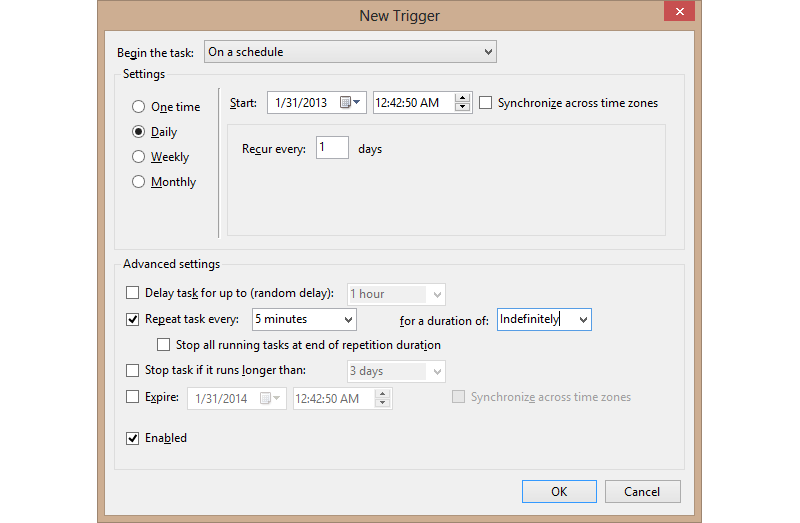 New Trigger
Begin the task: On a schedule
Settings
One time
Start: 1/31/2013 12:42:50 AM Synchronize across time zones
Daily
Recur every: 1 days
Weekly
Monthly
Advanced settings
Delay task for up to (random delay): 1 hour
Repeat task every: 5 minutes for a duration of: Indefinitely
Stop all running tasks at end of repetition duration
Stop task if it runs longer than: 3 days
Expire: 1/31/2014 12:42:50 AM Synchronize across time zones
Enabled
OK Cancel